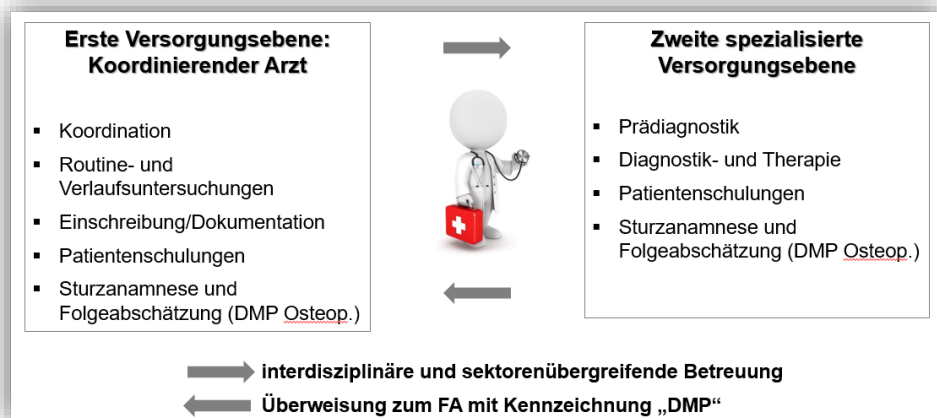 Erste Versorgungsebene:
Koordinierender Arzt
▪ Koordination
▪ Routine- und
Verlaufsuntersuchungen
▪ Einschreibung/Dokumentation
▪ Patientenschulungen
▪ Sturzanamnese und
Folgeabschätzung (DMP Osteop.)
Zweite spezialisierte
Versorgungsebene
▪ Prädiagnostik
▪ Diagnostik- und Therapie
▪ Patientenschulungen
▪ Sturzanamnese und
Folgeabschätzung (DMP Osteop.)
interdisziplinäre und sektorenübergreifende Betreuung
Überweisung zum FA mit Kennzeichnung „DMP“